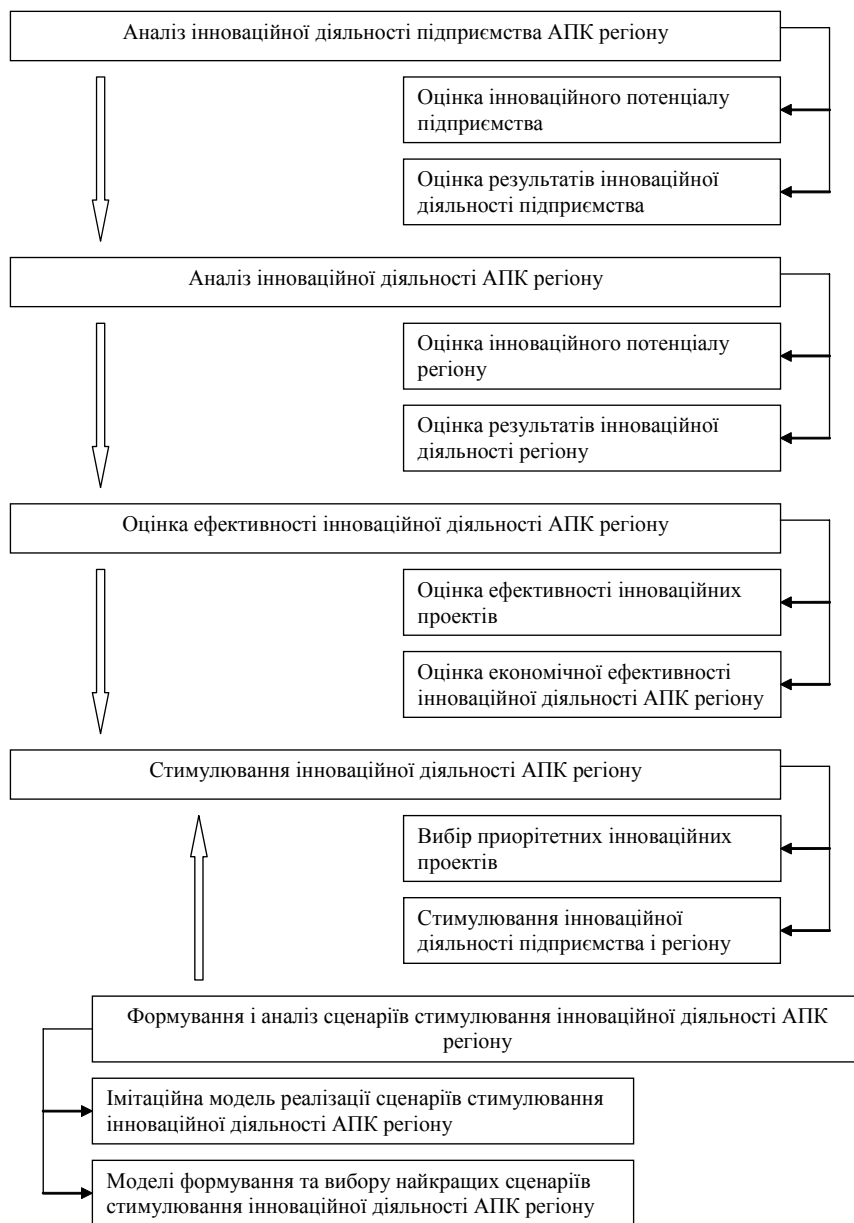 Аналіз інноваційної діяльності підприємства АПК регіону
Оцінка інноваційного потенціалу
підприємства
Оцінка результатів інноваційної
діяльності підприємства
Аналіз інноваційної діяльності АПК регіону
Оцінка інноваційного потенціалу
регіону
Оцінка результатів інноваційної
діяльності регіону
Оцінка ефективності інноваційної діяльності АПК регіону
Оцінка ефективності інноваційних
проектів
Оцінка економічної ефективності
інноваційної діяльності АПК регіону
Стимулювання інноваційної діяльності АПК регіону
Вибір приорітетних інноваційних
проектів
Стимулювання інноваційної
діяльності підприємства і регіону
Формування і аналіз сценаріїв стимулювання інноваційної діяльності АПК
регіону
Імітаційна модель реалізації сценаріїв стимулювання
інноваційної діяльності АПК регіону
Моделі формування та вибору найкращих сценаріїв
стимулювання інноваційної діяльності АПК регіону